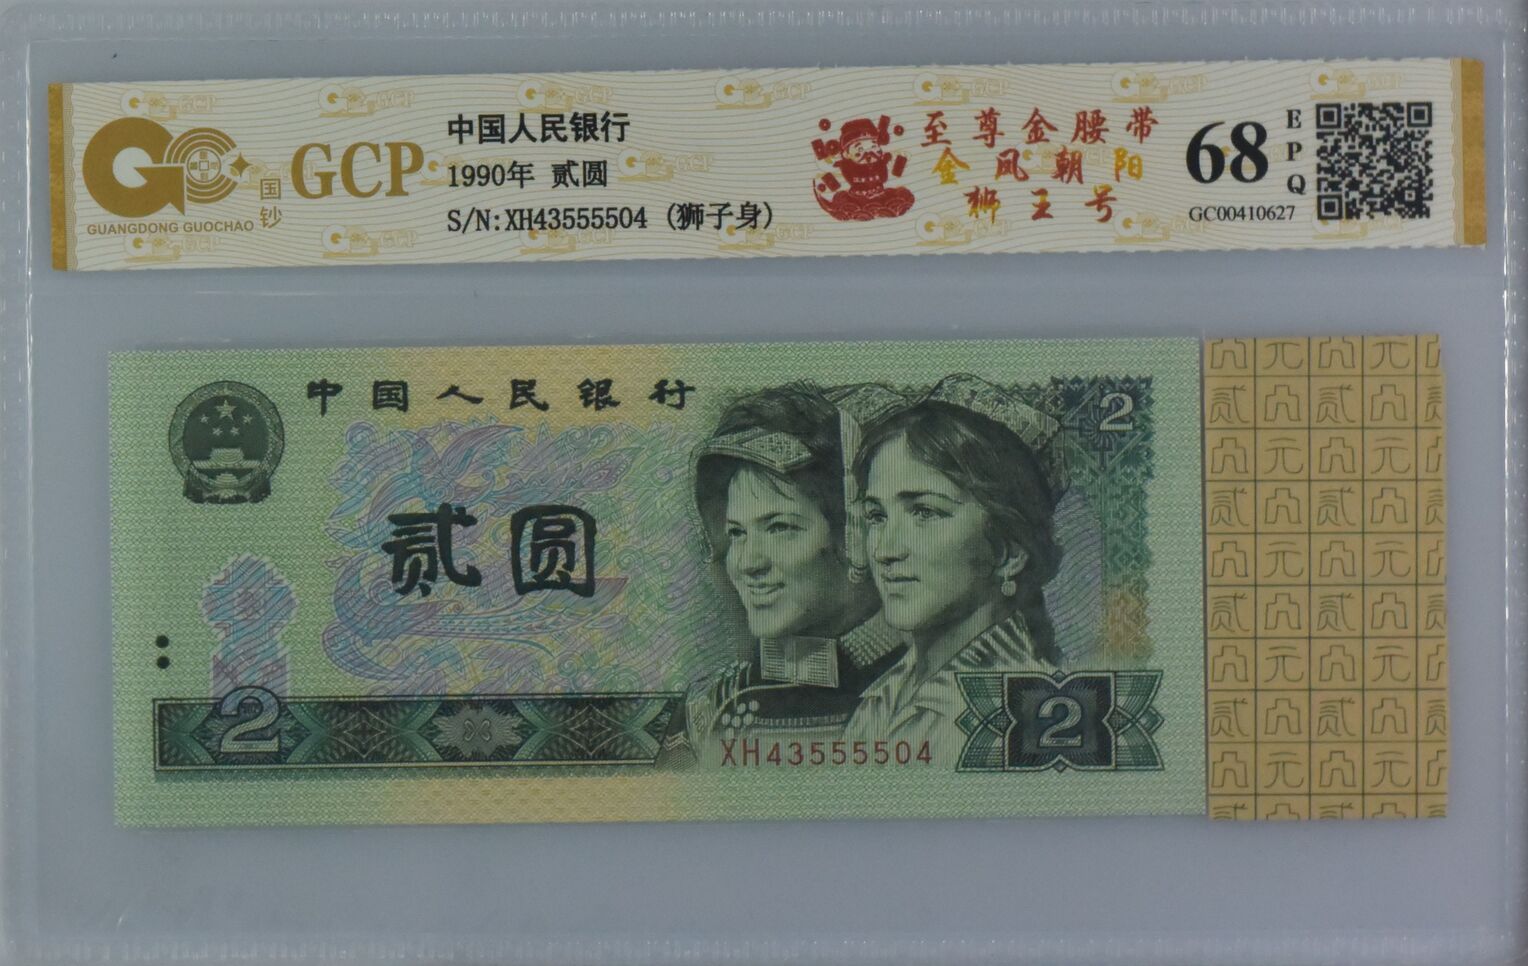 GCP
国钞
GUANGDONG GUOCHAO
中国人民银行
1990年 贰圆
S/N:XH43555504 (狮子身)
至尊金腰带
金凤朝阳
狮王号
68
EPQ
GC00410627
中国人民银行
2
贰圆
2
XH43555504
2